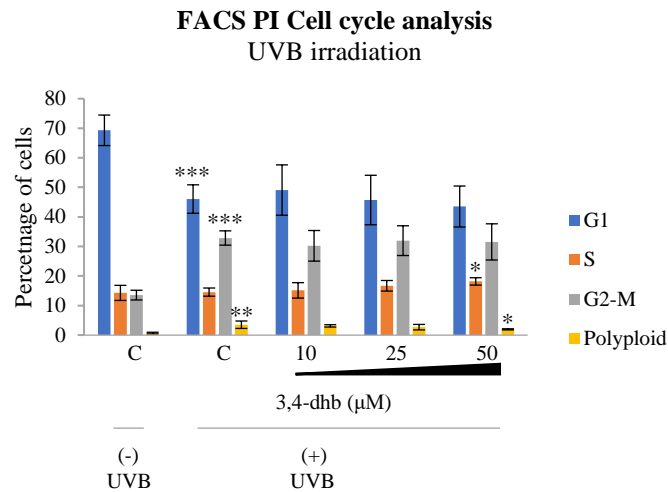 FACS PI Cell cycle analysis
UVB irradiation
Percetnage of cells
80
70
60
50
40
30
20
10
0
***
***
**
*
*
C
C
10
25
50
3,4-dhb (μM)
(-)
UVB
(+)
UVB
G1
S
G2-M
Polyploid